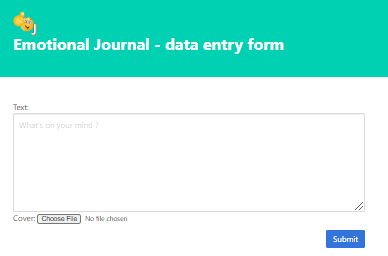 Emotional Journal - data entry form
Text:
What's on your mind ?
Cover: Choose File No file chosen
Submit